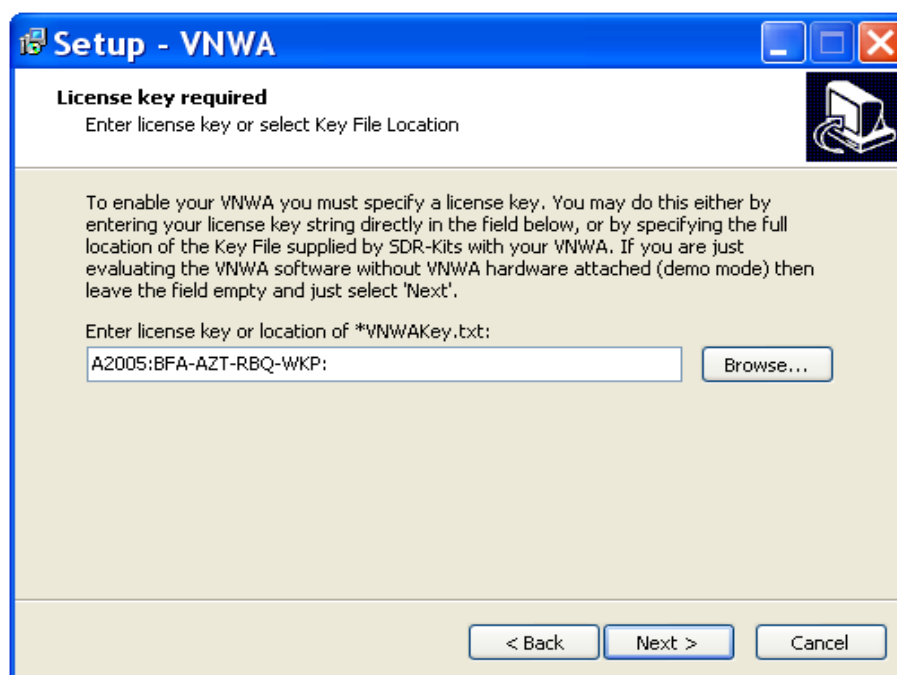 Setup - VNWA
License key required
Enter license key or select Key File Location
To enable your VNWA you must specify a license key. You may do this either by
entering your license key string directly in the field below, or by specifying the full
location of the Key File supplied by SDR-Kits with your VNWA. If you are just
evaluating the VNWA software without VNWA hardware attached (demo mode) then
leave the field empty and just select 'Next'.
Enter license key or location of *VNWAKey.txt:
A2005:BFA-AZT-RBQ-WKP:
Browse...
< Back
Next >
Cancel